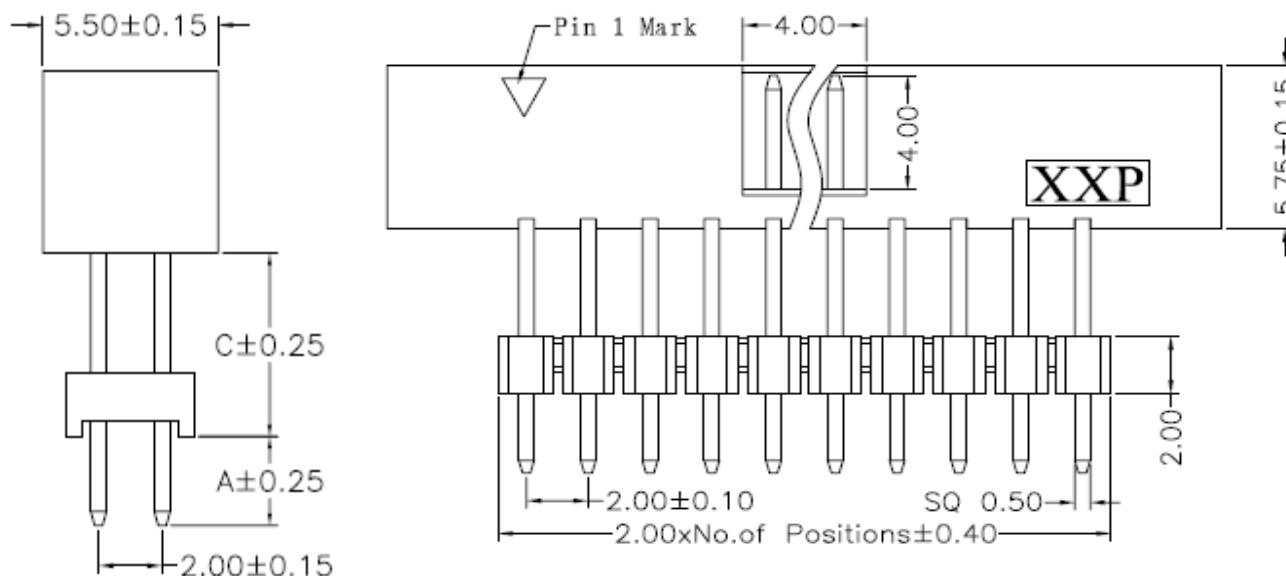 5.50±0.15
Pin 1 Mark
4.00
4.00
5.75±0.15
XXP
C±0.25
A±0.25
2.00±0.15
2.00
2.00±0.10
SQ 0.50
2.00xNo.of Positions±0.40